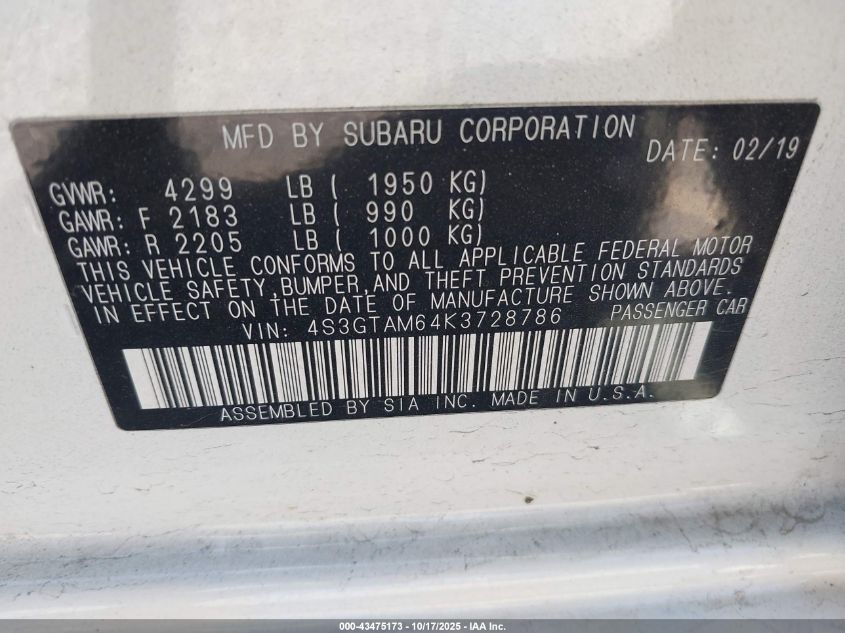 MFD BY SUBARU CORPORATION
DATE: 02/19
GVWR: 4299 LB ( 1950 KG)
GAWR: F 2183 LB ( 990 KG)
GAWR: R 2205 LB ( 1000 KG)
THIS VEHICLE CONFORMS TO ALL APPLICABLE FEDERAL MOTOR
VEHICLE SAFETY,BUMPER,AND THEFT PREVENTION STANDARDS
IN EFFECT ON THE DATE OF MANUFACTURE SHOWN ABOVE.
VIN: 4S3GTAM64K3728786 PASSENGER CAR
ASSEMBLED BY SIA INC. MADE IN U.S.A.
000-43475173 - 10/17/2025 - IAA Inc.